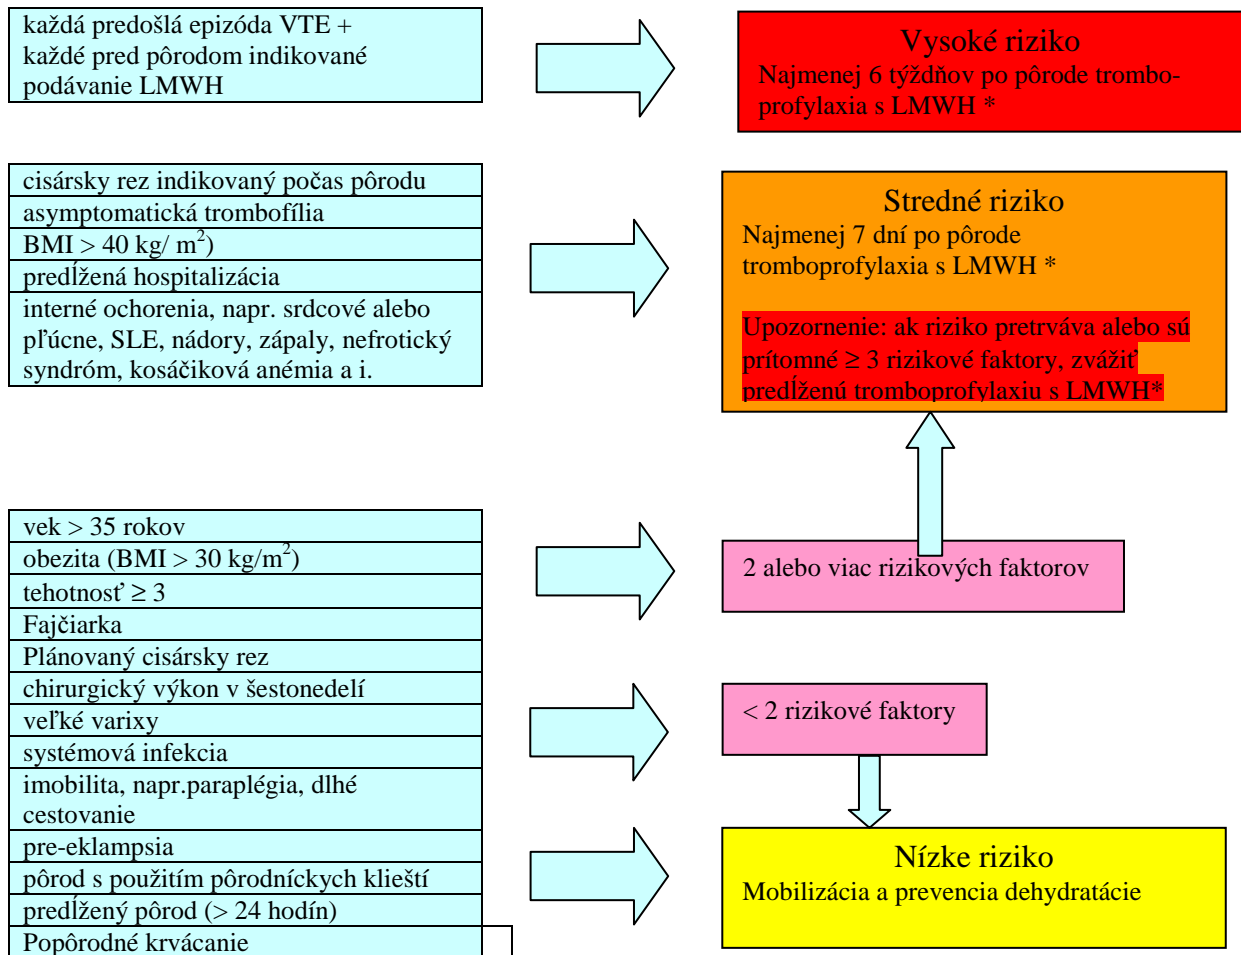 každá predošlá epizóda VTE +
každé pred pôrodom indikované
podávanie LMWH
Vysoké riziko
Najmenej 6 týždňov po pôrode trombo-
profylaxia s LMWH *
cisársky rez indikovaný počas pôrodu
asymptomatická trombofília
BMI > 40 kg/ m²)
predĺžená hospitalizácia
interné ochorenia, napr. srdcové alebo
pľúcne, SLE, nádory, zápaly, nefrotický
syndróm, kosáčiková anémia a i.
Stredné riziko
Najmenej 7 dní po pôrode
tromboprofylaxia s LMWH *
Upozornenie: ak riziko pretrváva alebo sú
prítomné ≥ 3 rizikové faktory, zvážiť
predĺženú tromboprofylaxiu s LMWH*
vek > 35 rokov
obezita (BMI > 30 kg/m²)
tehotnosť ≥ 3
Fajčiarka
Plánovaný cisársky rez
chirurgický výkon v šestonedelí
veľké varixy
systémová infekcia
imobilita, napr.paraplégia, dlhé
cestovanie
pre-eklampsia
pôrod s použitím pôrodníckych klieští
predĺžený pôrod (> 24 hodín)
Popôrodné krvácanie
2 alebo viac rizikových faktorov
< 2 rizikové faktory
Nízke riziko
Mobilizácia a prevencia dehydratácie